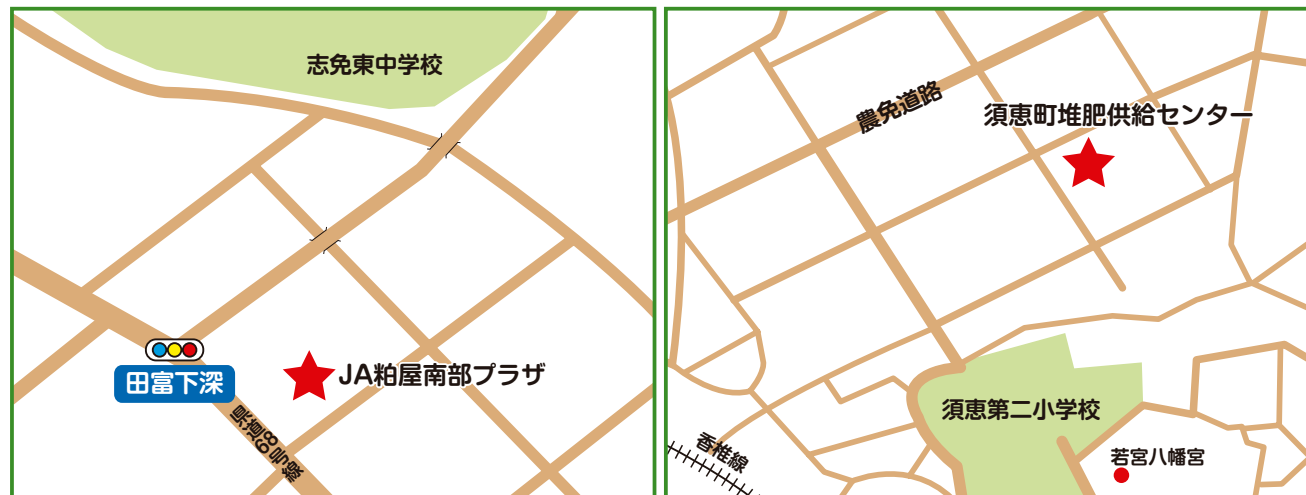 志免東中学校
田富下深
JA粕屋南部プラザ
県道68号線
農免道路
須恵町堆肥供給センター
須恵第二小学校
香椎線
若宮八幡宮